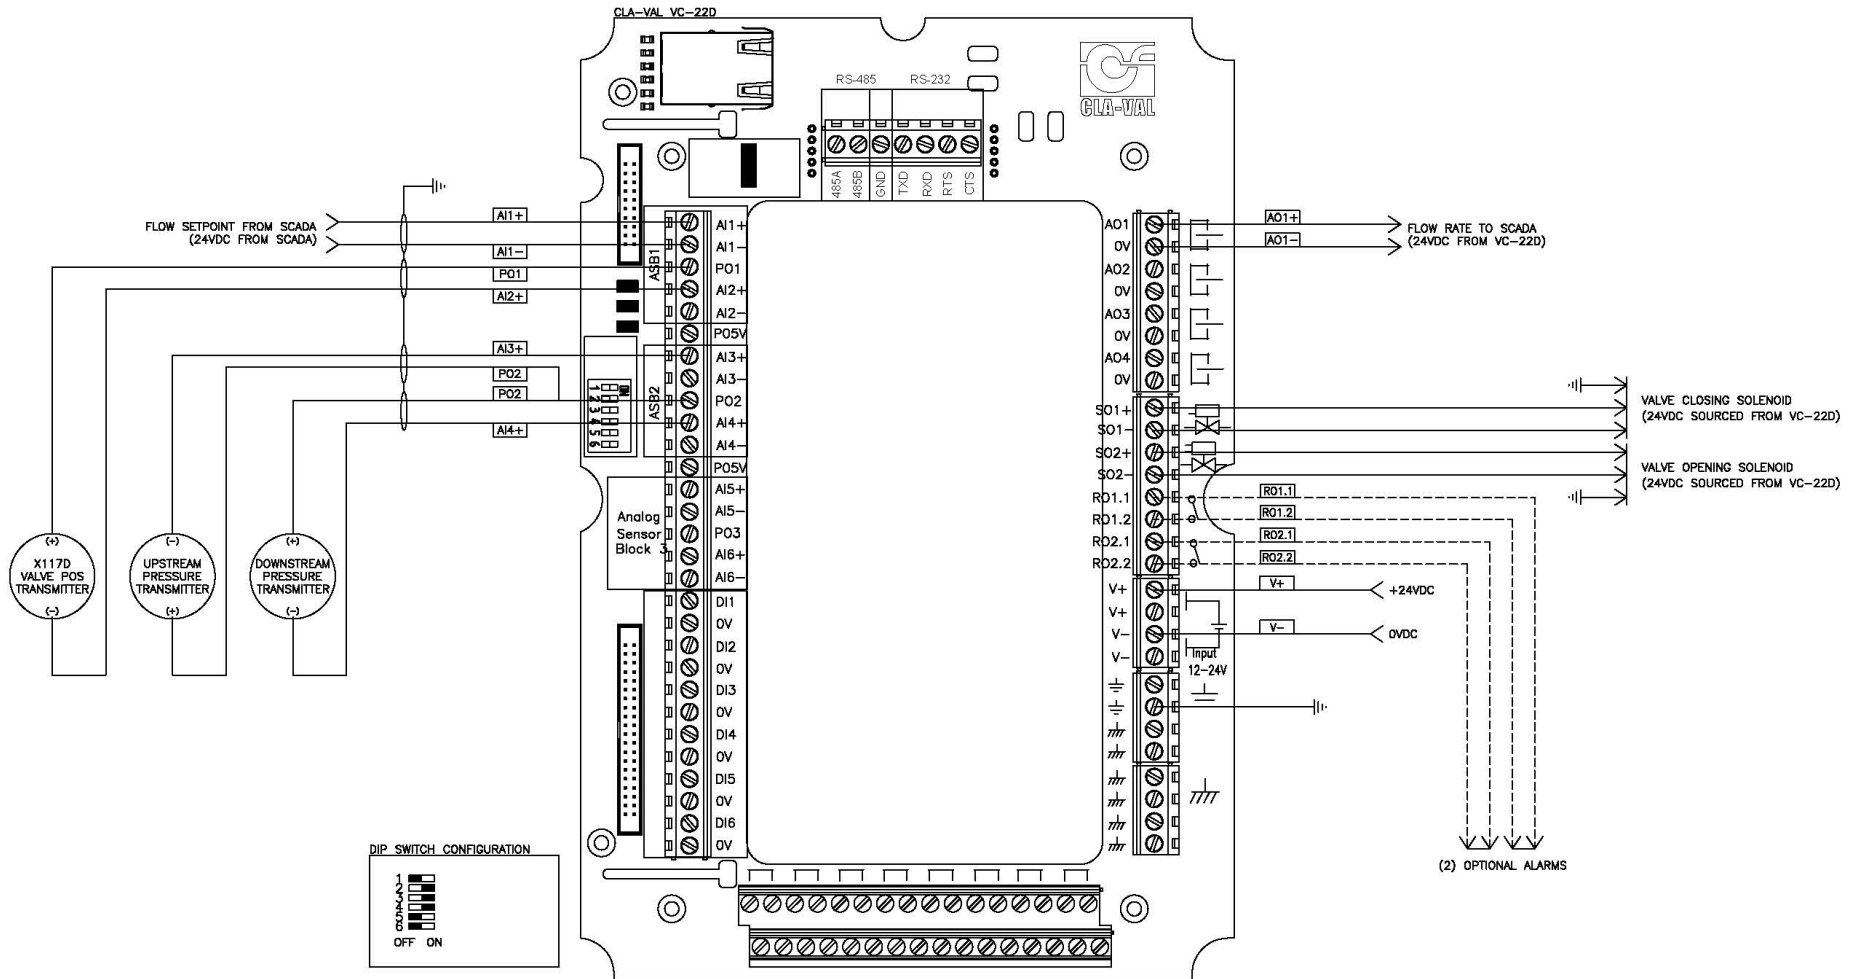 CLA-VAL VC-22D
RS-485
RS-232
CLA-VAL
485A
485B
GND
TXD
RXD
RTS
CTS
FLOW SETPOINT FROM SCADA
(24VDC FROM SCADA)
AI1+
AI1-
PO1
AI2+
AI3+
PO2
PO2
AI4+
ASB1
ASB2
AI1+
AI1-
PO1
AI2+
AI2-
PO5V
AI3+
AI3-
PO2
AI4+
AI4-
PO5V
AI5+
AI5-
PO3
AI6+
AI6-
DI1
0V
DI2
0V
DI3
0V
DI4
0V
DI5
0V
DI6
0V
ON
1
2
3
4
5
6
Analog
Sensor
Block 3
(+)
X117D
VALVE POS
TRANSMITTER
(-)
(-)
UPSTREAM
PRESSURE
TRANSMITTER
(+)
(+)
DOWNSTREAM
PRESSURE
TRANSMITTER
(-)
AO1
0V
AO2
0V
AO3
0V
AO4
0V
SO1+
SO1-
SO2+
SO2-
RO1.1
RO1.2
RO2.1
RO2.2
V+
V+
V-
V-
Input
12-24V
AO1+
AO1-
FLOW RATE TO SCADA
(24VDC FROM VC-22D)
VALVE CLOSING SOLENOID
(24VDC SOURCED FROM VC-22D)
VALVE OPENING SOLENOID
(24VDC SOURCED FROM VC-22D)
RO1.1
RO1.2
RO2.1
RO2.2
V+
+24VDC
V-
0VDC
(2) OPTIONAL ALARMS
DIP SWITCH CONFIGURATION
1
2
3
4
5
6
OFF ON